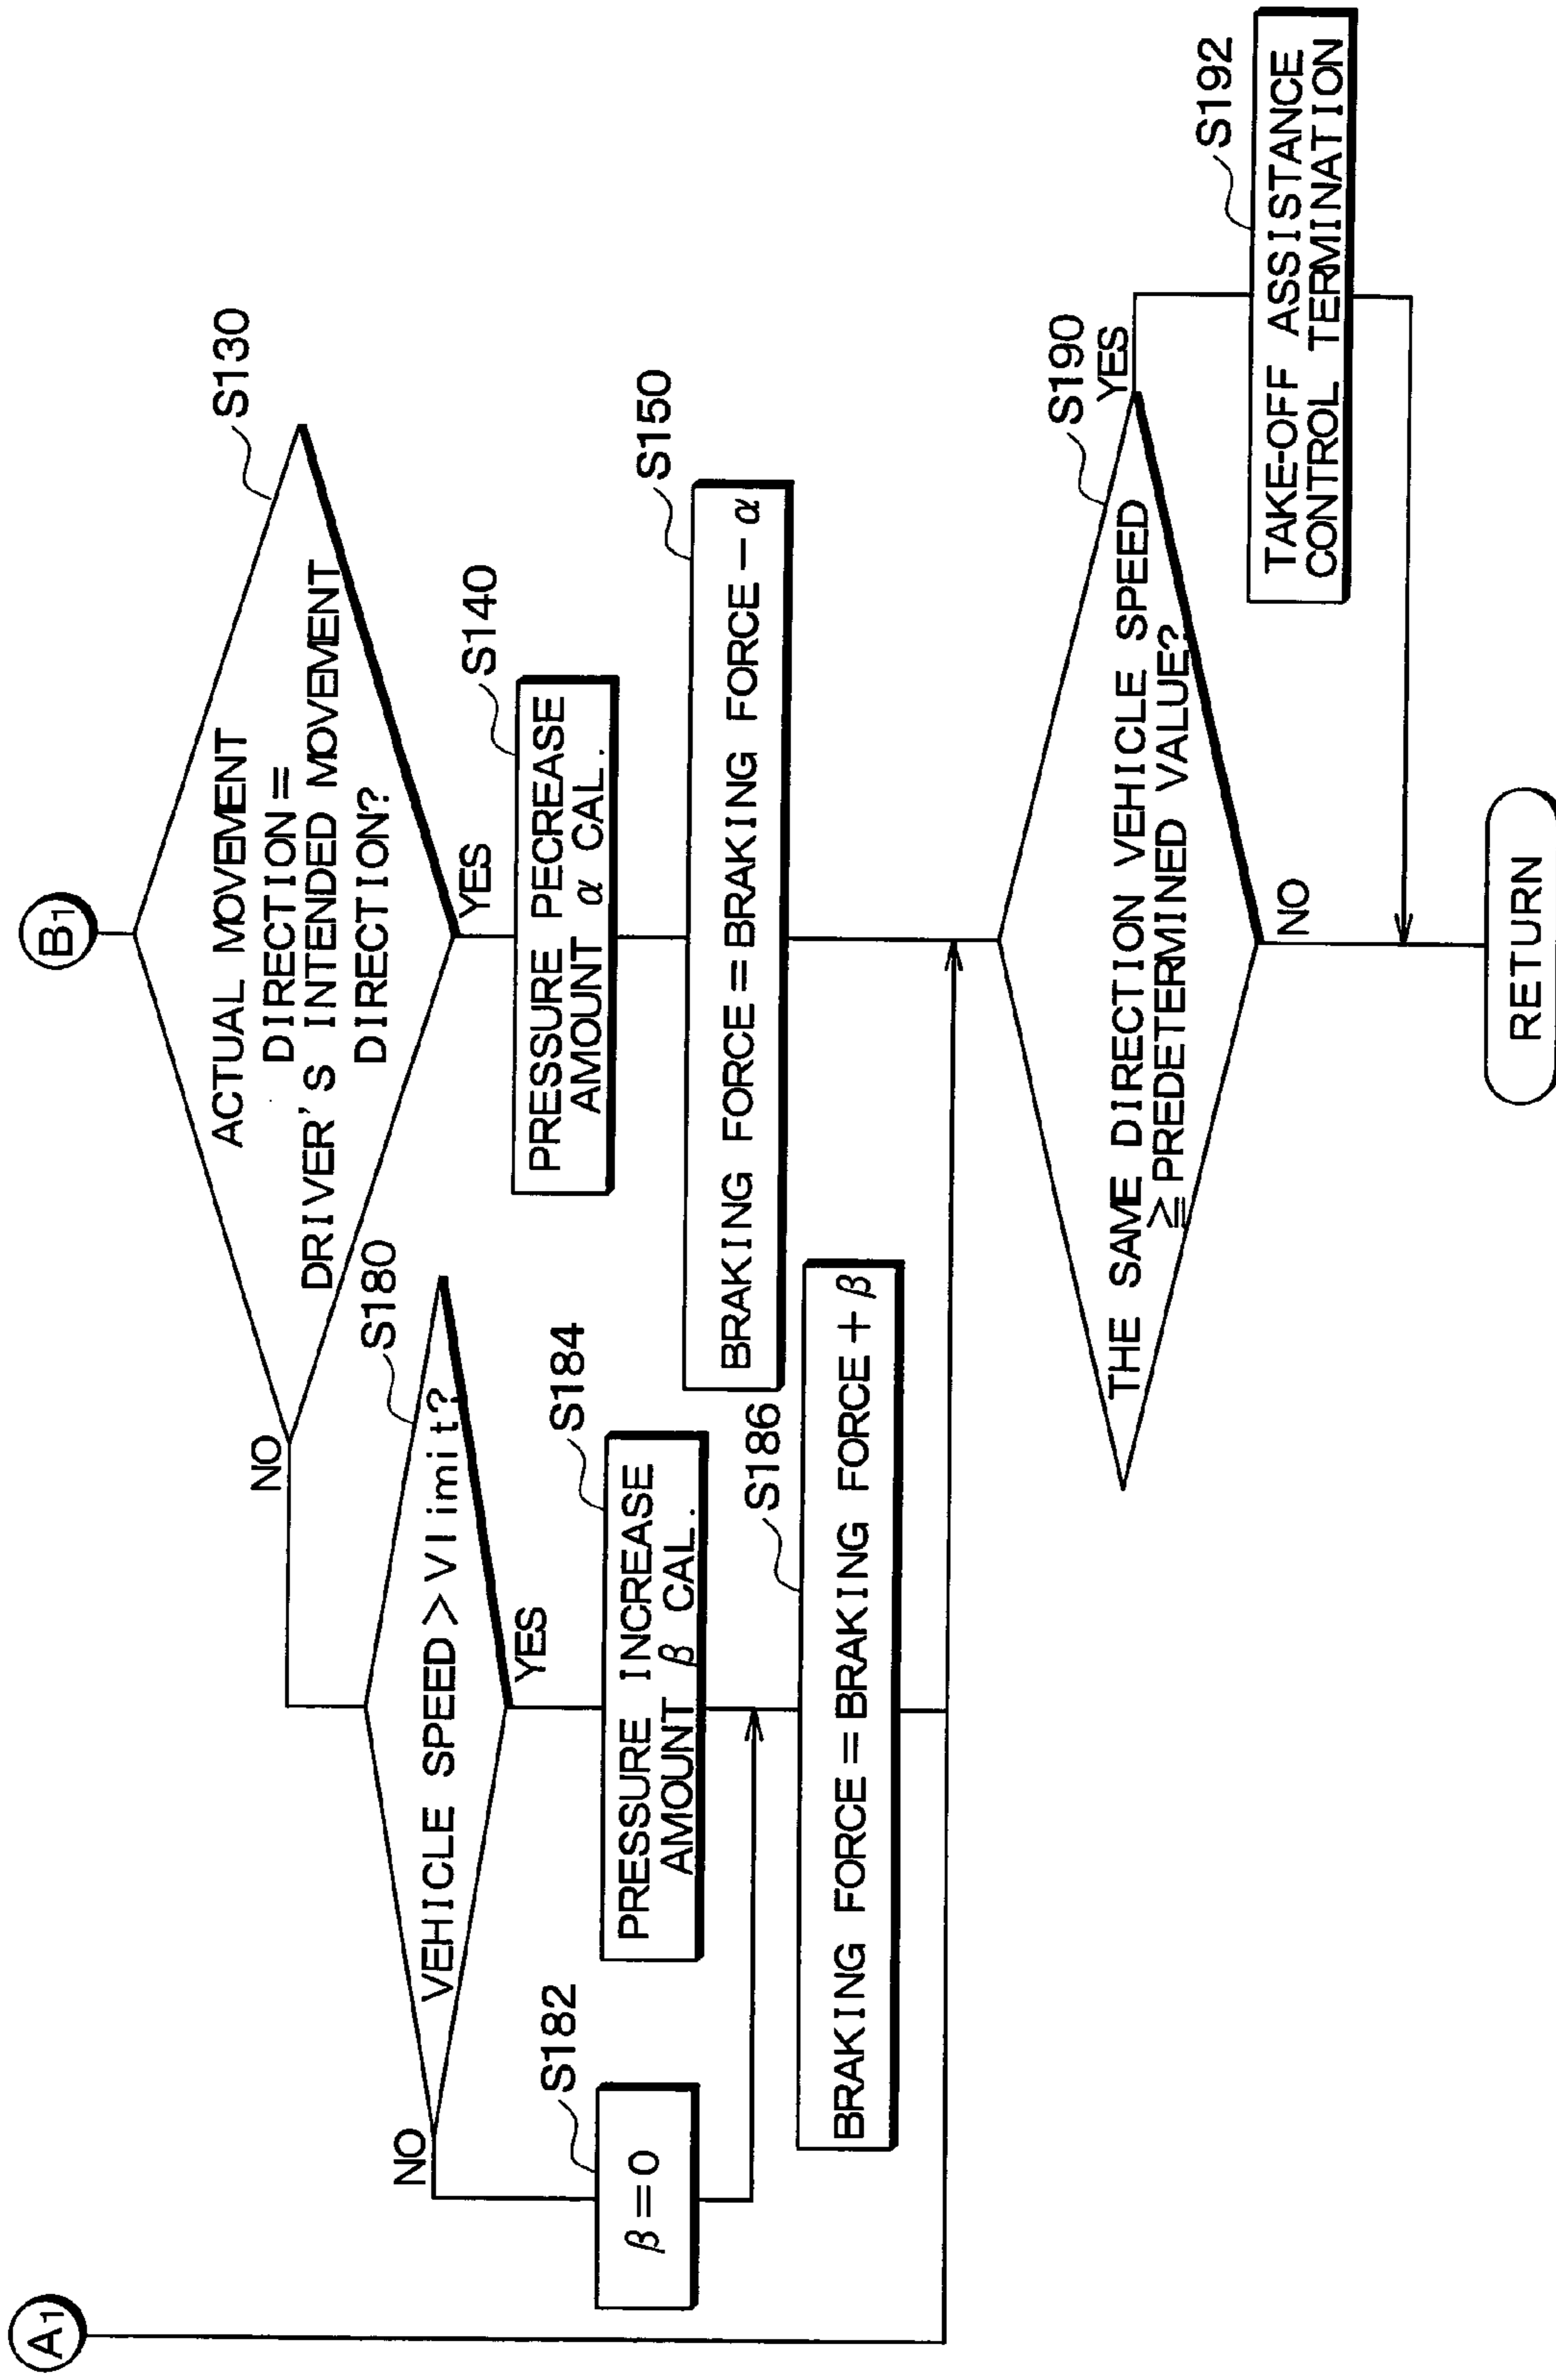 B1
ACTUAL MOVEMENT
DIRECTION=
DRIVER'S INTENDED MOVEMENT
DIRECTION?
S130
NO
YES
S180
VEHICLE SPEED>Vlimit?
NO
YES
PRESSURE PECREASE
AMOUNT α CAL.
S140
S182
β=0
PRESSURE INCREASE
AMOUNT β CAL.
S184
BRAKING FORCE=BRAKING FORCE-α
S150
BRAKING FORCE=BRAKING FORCE+β
S186
A1
THE SAME DIRECTION VEHICLE SPEED
≧PREDETERMINED VALUE?
S190
YES
NO
TAKE-OFF ASSISTANCE
CONTROL TERMINATION
S192
RETURN